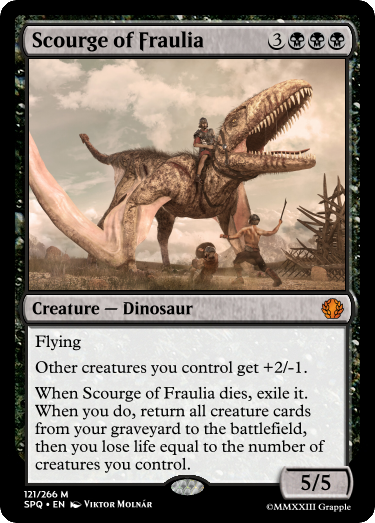 Scourge of Fraulia 3
Creature — Dinosaur
Flying
Other creatures you control get +2/-1.
When Scourge of Fraulia dies, exile it.
When you do, return all creature cards
from your graveyard to the battlefield,
then you lose life equal to the number of
creatures you control.
5/5
121/266 M
SPQ • EN Viktor Molnár
©MMXXIII Grapple